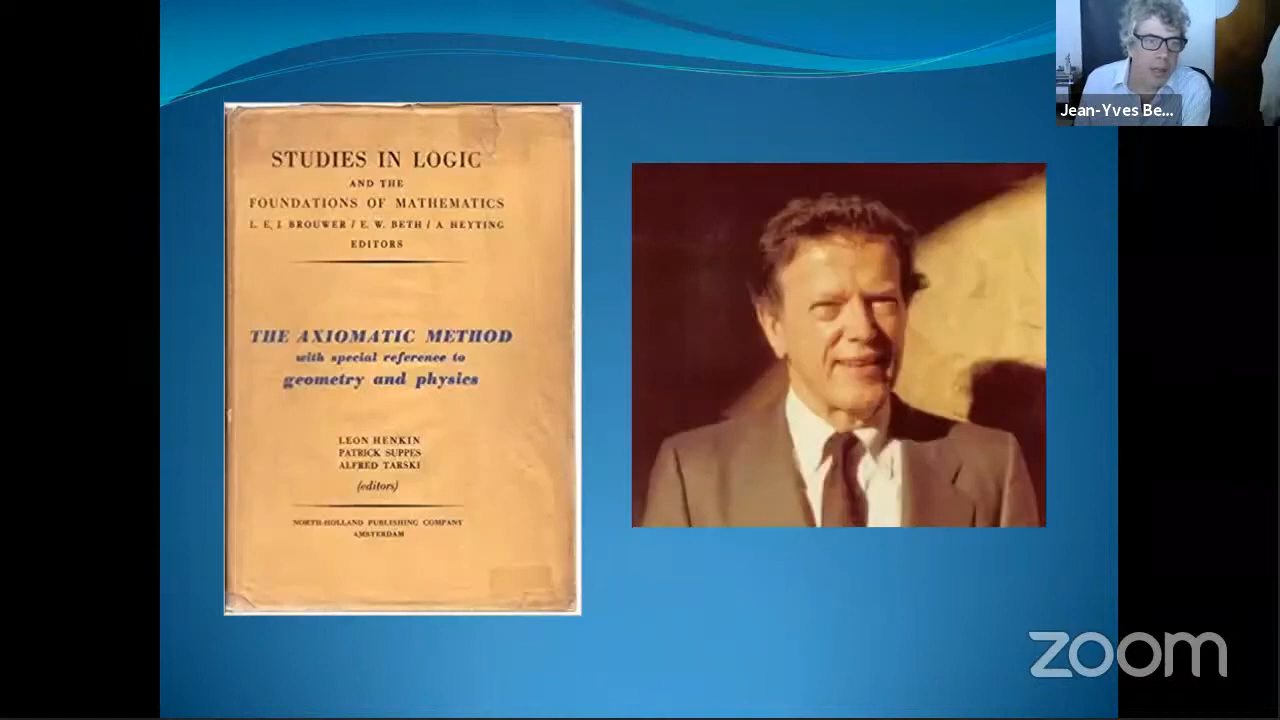 STUDIES IN LOGIC
AND THE
FOUNDATIONS OF MATHEMATICS
L. E. J. BROUWER / E. W. BETH / A. HEYTING
EDITORS
THE AXIOMATIC METHOD
with special reference to
geometry and physics
LEON HENKIN
PATRICK SUPPES
ALFRED TARSKI
(editors)
NORTH-HOLLAND PUBLISHING COMPANY
AMSTERDAM
Jean-Yves Be...
zoom